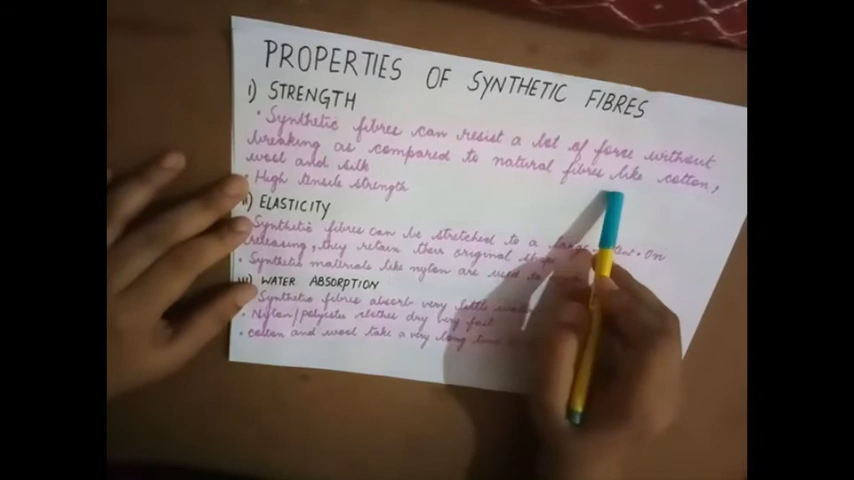 PROPERTIES OF SYNTHETIC FIBRES
i) STRENGTH
• Synthetic fibres can resist a lot of force without
breaking as compared to natural fibres like cotton,
wool and silk
• High tensile strength
ii) ELASTICITY
Synthetic fibres can be stretched to a On
releasing, they retain their original
• Synthetic materials like nylon are used to
iii) WATER ABSORPTION
Synthetic fibres absorb very little
• Nylon/polyester clothes dry very fast
• Cotton and wool take a very long time